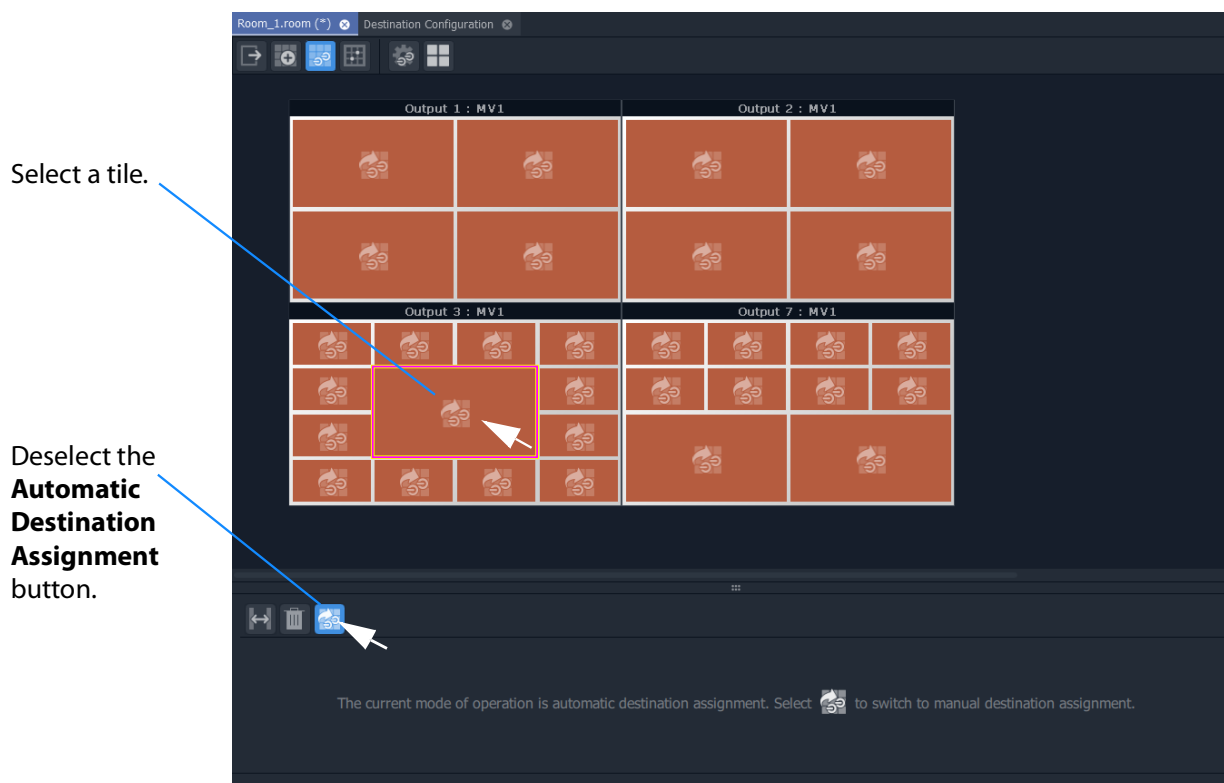 Room_1.room (*)
Destination Configuration
Output 1 : MV1
Output 2 : MV1
Select a tile.
Output 3 : MV1
Output 7 : MV1
Deselect the
Automatic
Destination
Assignment
button.
The current mode of operation is automatic destination assignment. Select to switch to manual destination assignment.